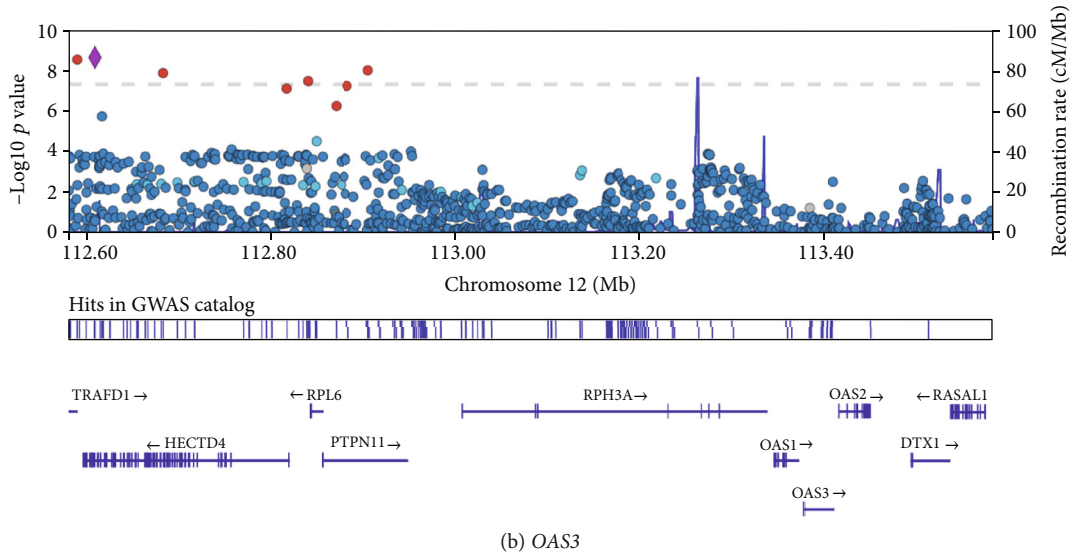 −Log10 p value
10
8
6
4
2
0
100
80
60
40
20
0
Recombination rate (cM/Mb)
112.60 112.80 113.00 113.20 113.40
Chromosome 12 (Mb)
Hits in GWAS catalog
TRAFD1→ ←RPL6 RPH3A→ OAS2→ ←RASAL1
←HECTD4 PTPN11→ OAS1→ DTX1→
OAS3→
(b) OAS3